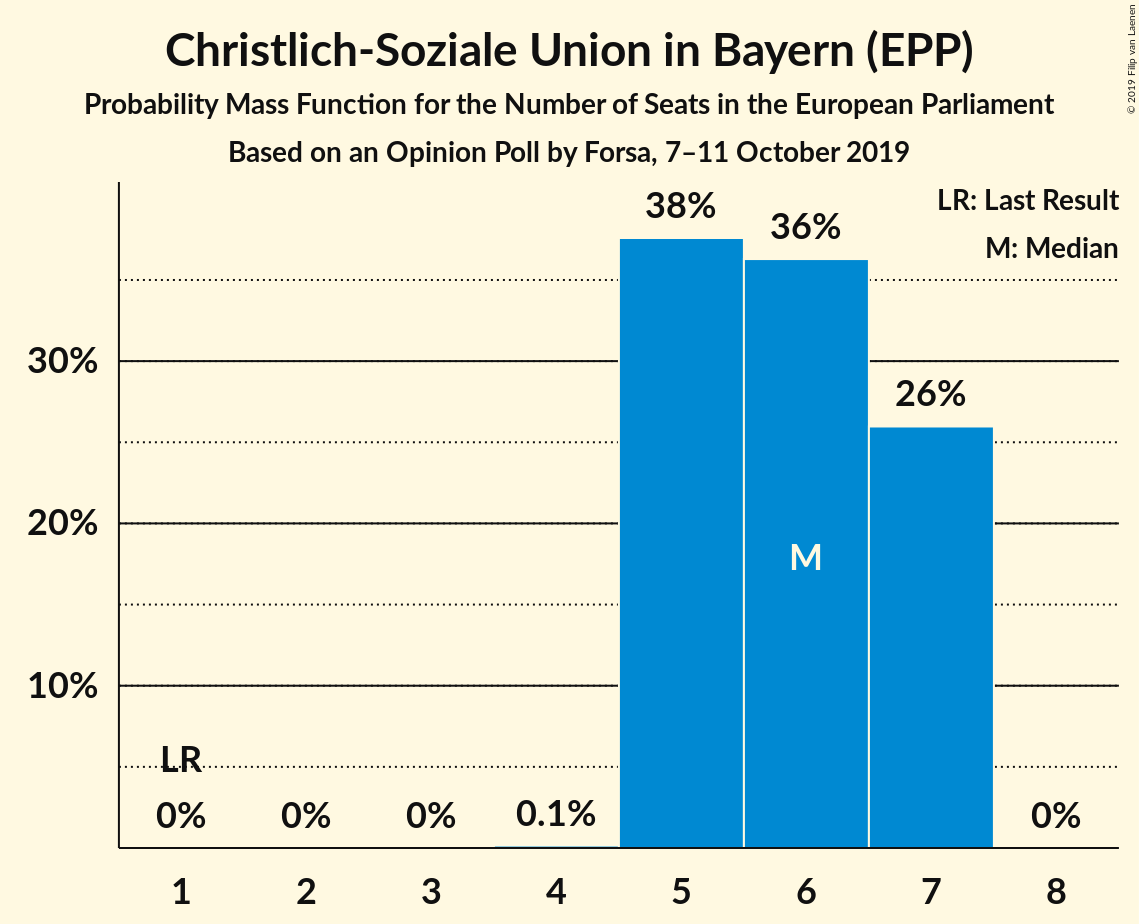 Christlich-Soziale Union in Bayern (EPP)
Probability Mass Function for the Number of Seats in the European Parliament
Based on an Opinion Poll by Forsa, 7–11 October 2019
© 2019 Filip van Laenen
LR: Last Result
M: Median
38%
36%
30%
26%
20%
M
10%
LR
0%
0%
0%
0.1%
0%
1 2 3 4 5 6 7 8